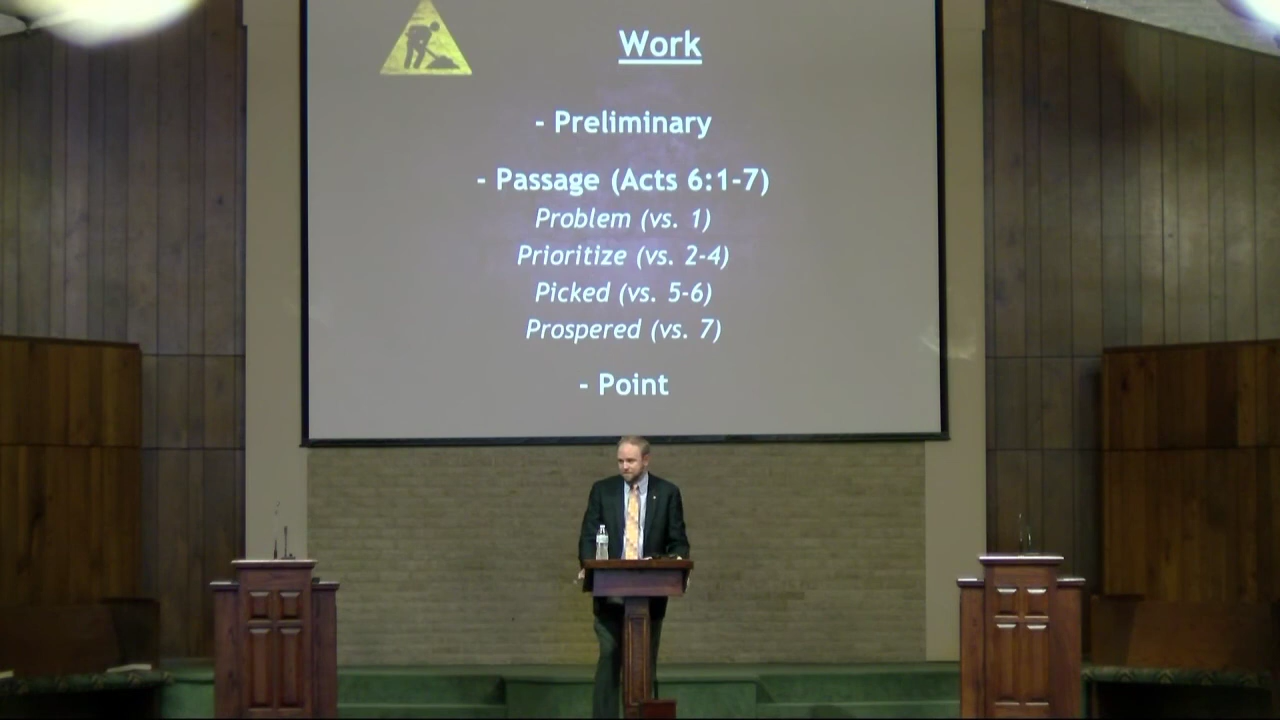 Work
- Preliminary
- Passage (Acts 6:1-7)
Problem (vs. 1)
Prioritize (vs. 2-4)
Picked (vs. 5-6)
Prospered (vs. 7)
- Point